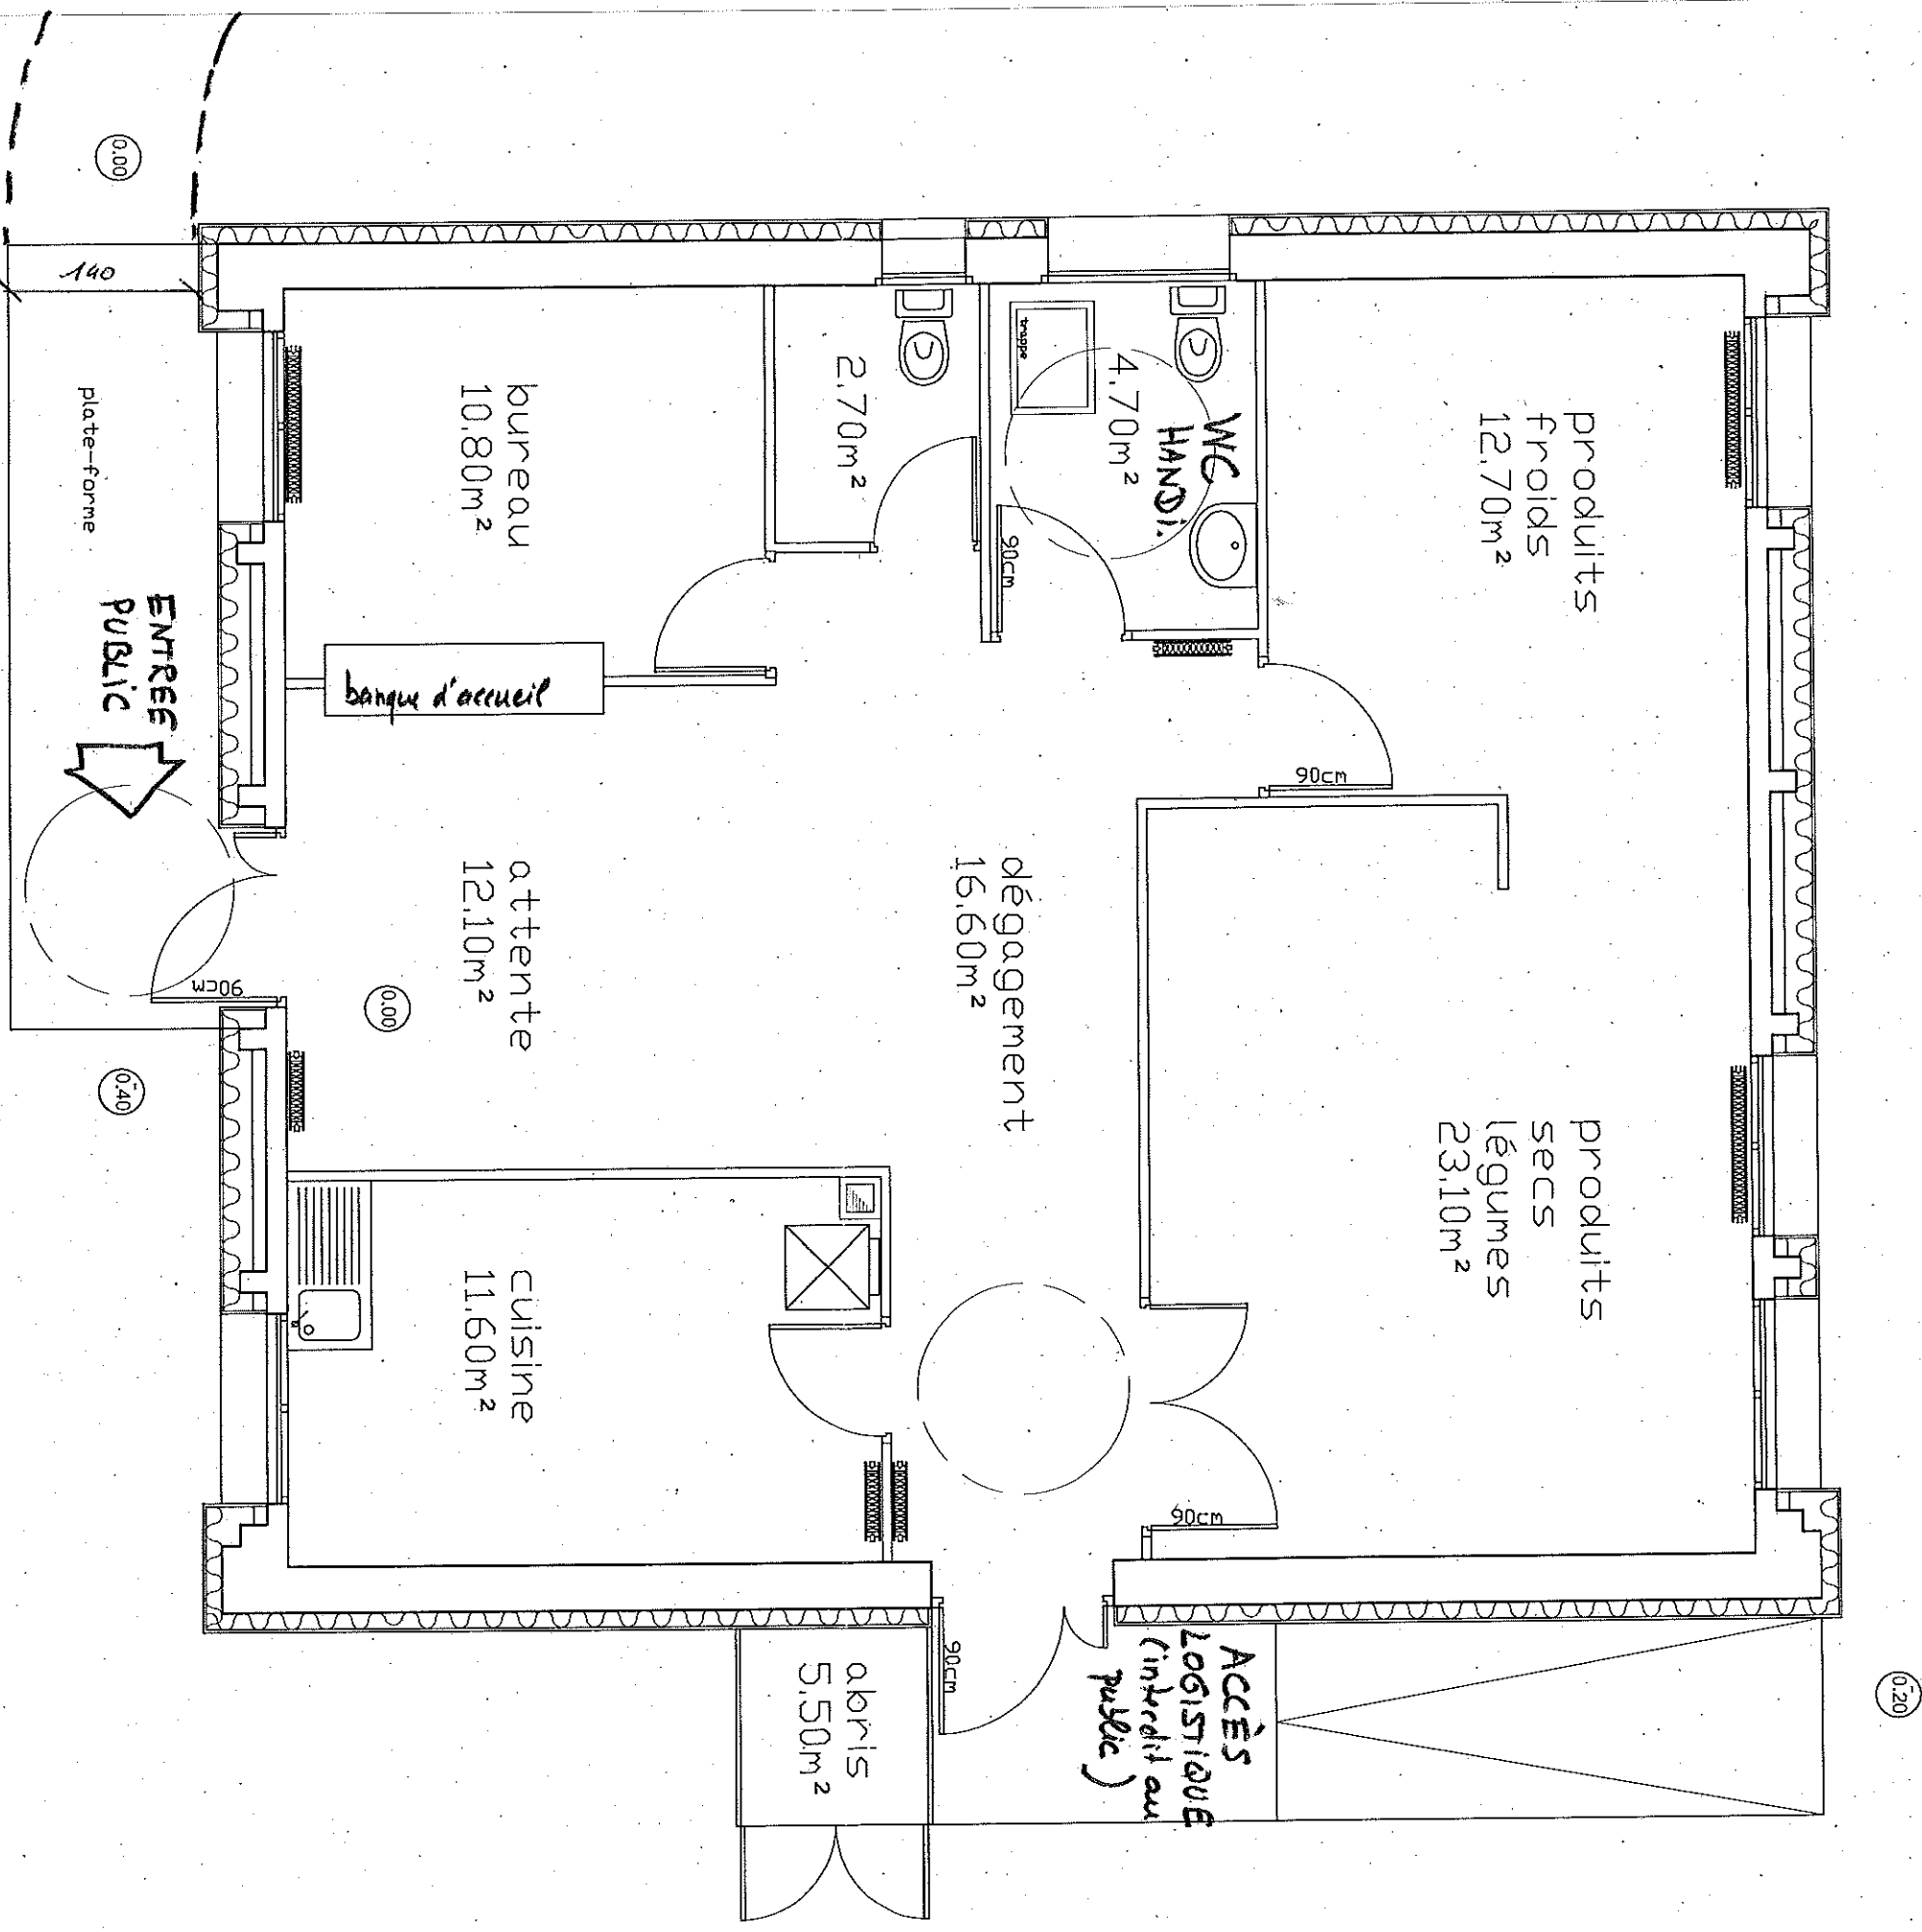 produits
froids
12.70m²
produits
secs
légumes
23.10m²
WC
HANDI.
4.70m²
trappe
90cm
90cm
2.70m²
dégagement
16.60m²
90cm
bureau
10.80m²
banque d'accueil
attente
12.10m²
0.00
cuisine
11.60m²
90cm
ENTREE
PUBLIC
plate-forme
140
0.00
-0.40
90cm
ACCÈS
LOGISTIQUE
(interdit au
public)
abris
5.50m²
-0.20